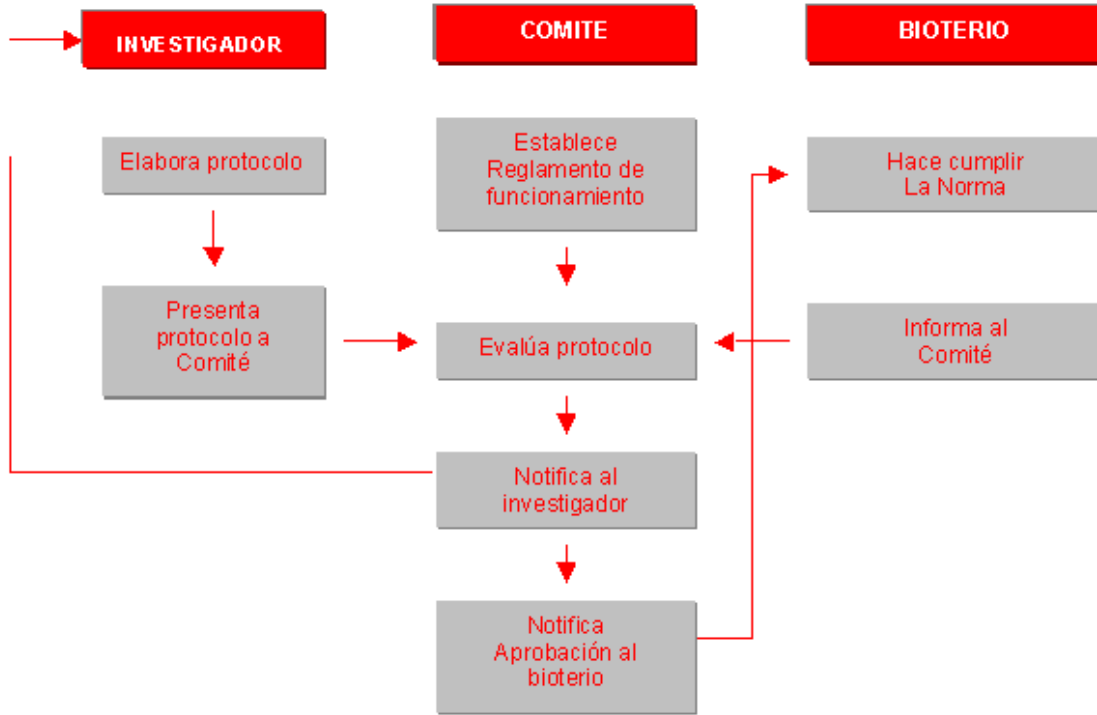 INVESTIGADOR
COMITE
BIOTERIO
Elabora protocolo
Establece
Reglamento de
funcionamiento
Hace cumplir
La Norma
Presenta
protocolo a
Comité
Evalúa protocolo
Informa al
Comité
Notifica al
investigador
Notifica
Aprobación al
bioterio